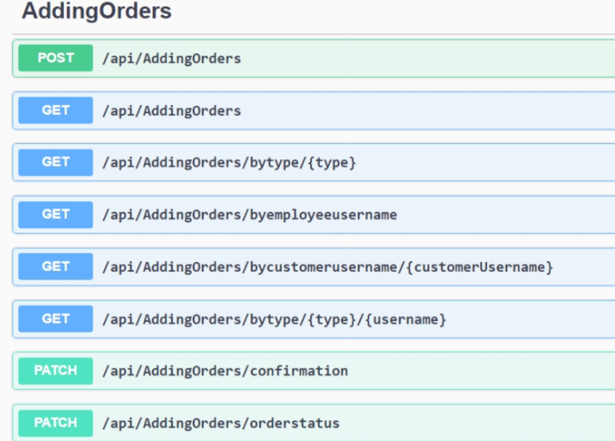 AddingOrders
POST /api/AddingOrders
GET /api/AddingOrders
GET /api/AddingOrders/bytype/{type}
GET /api/AddingOrders/byemployeeusername
GET /api/AddingOrders/bycustomerusername/{customerUsername}
GET /api/AddingOrders/bytype/{type}/{username}
PATCH /api/AddingOrders/confirmation
PATCH /api/AddingOrders/orderstatus